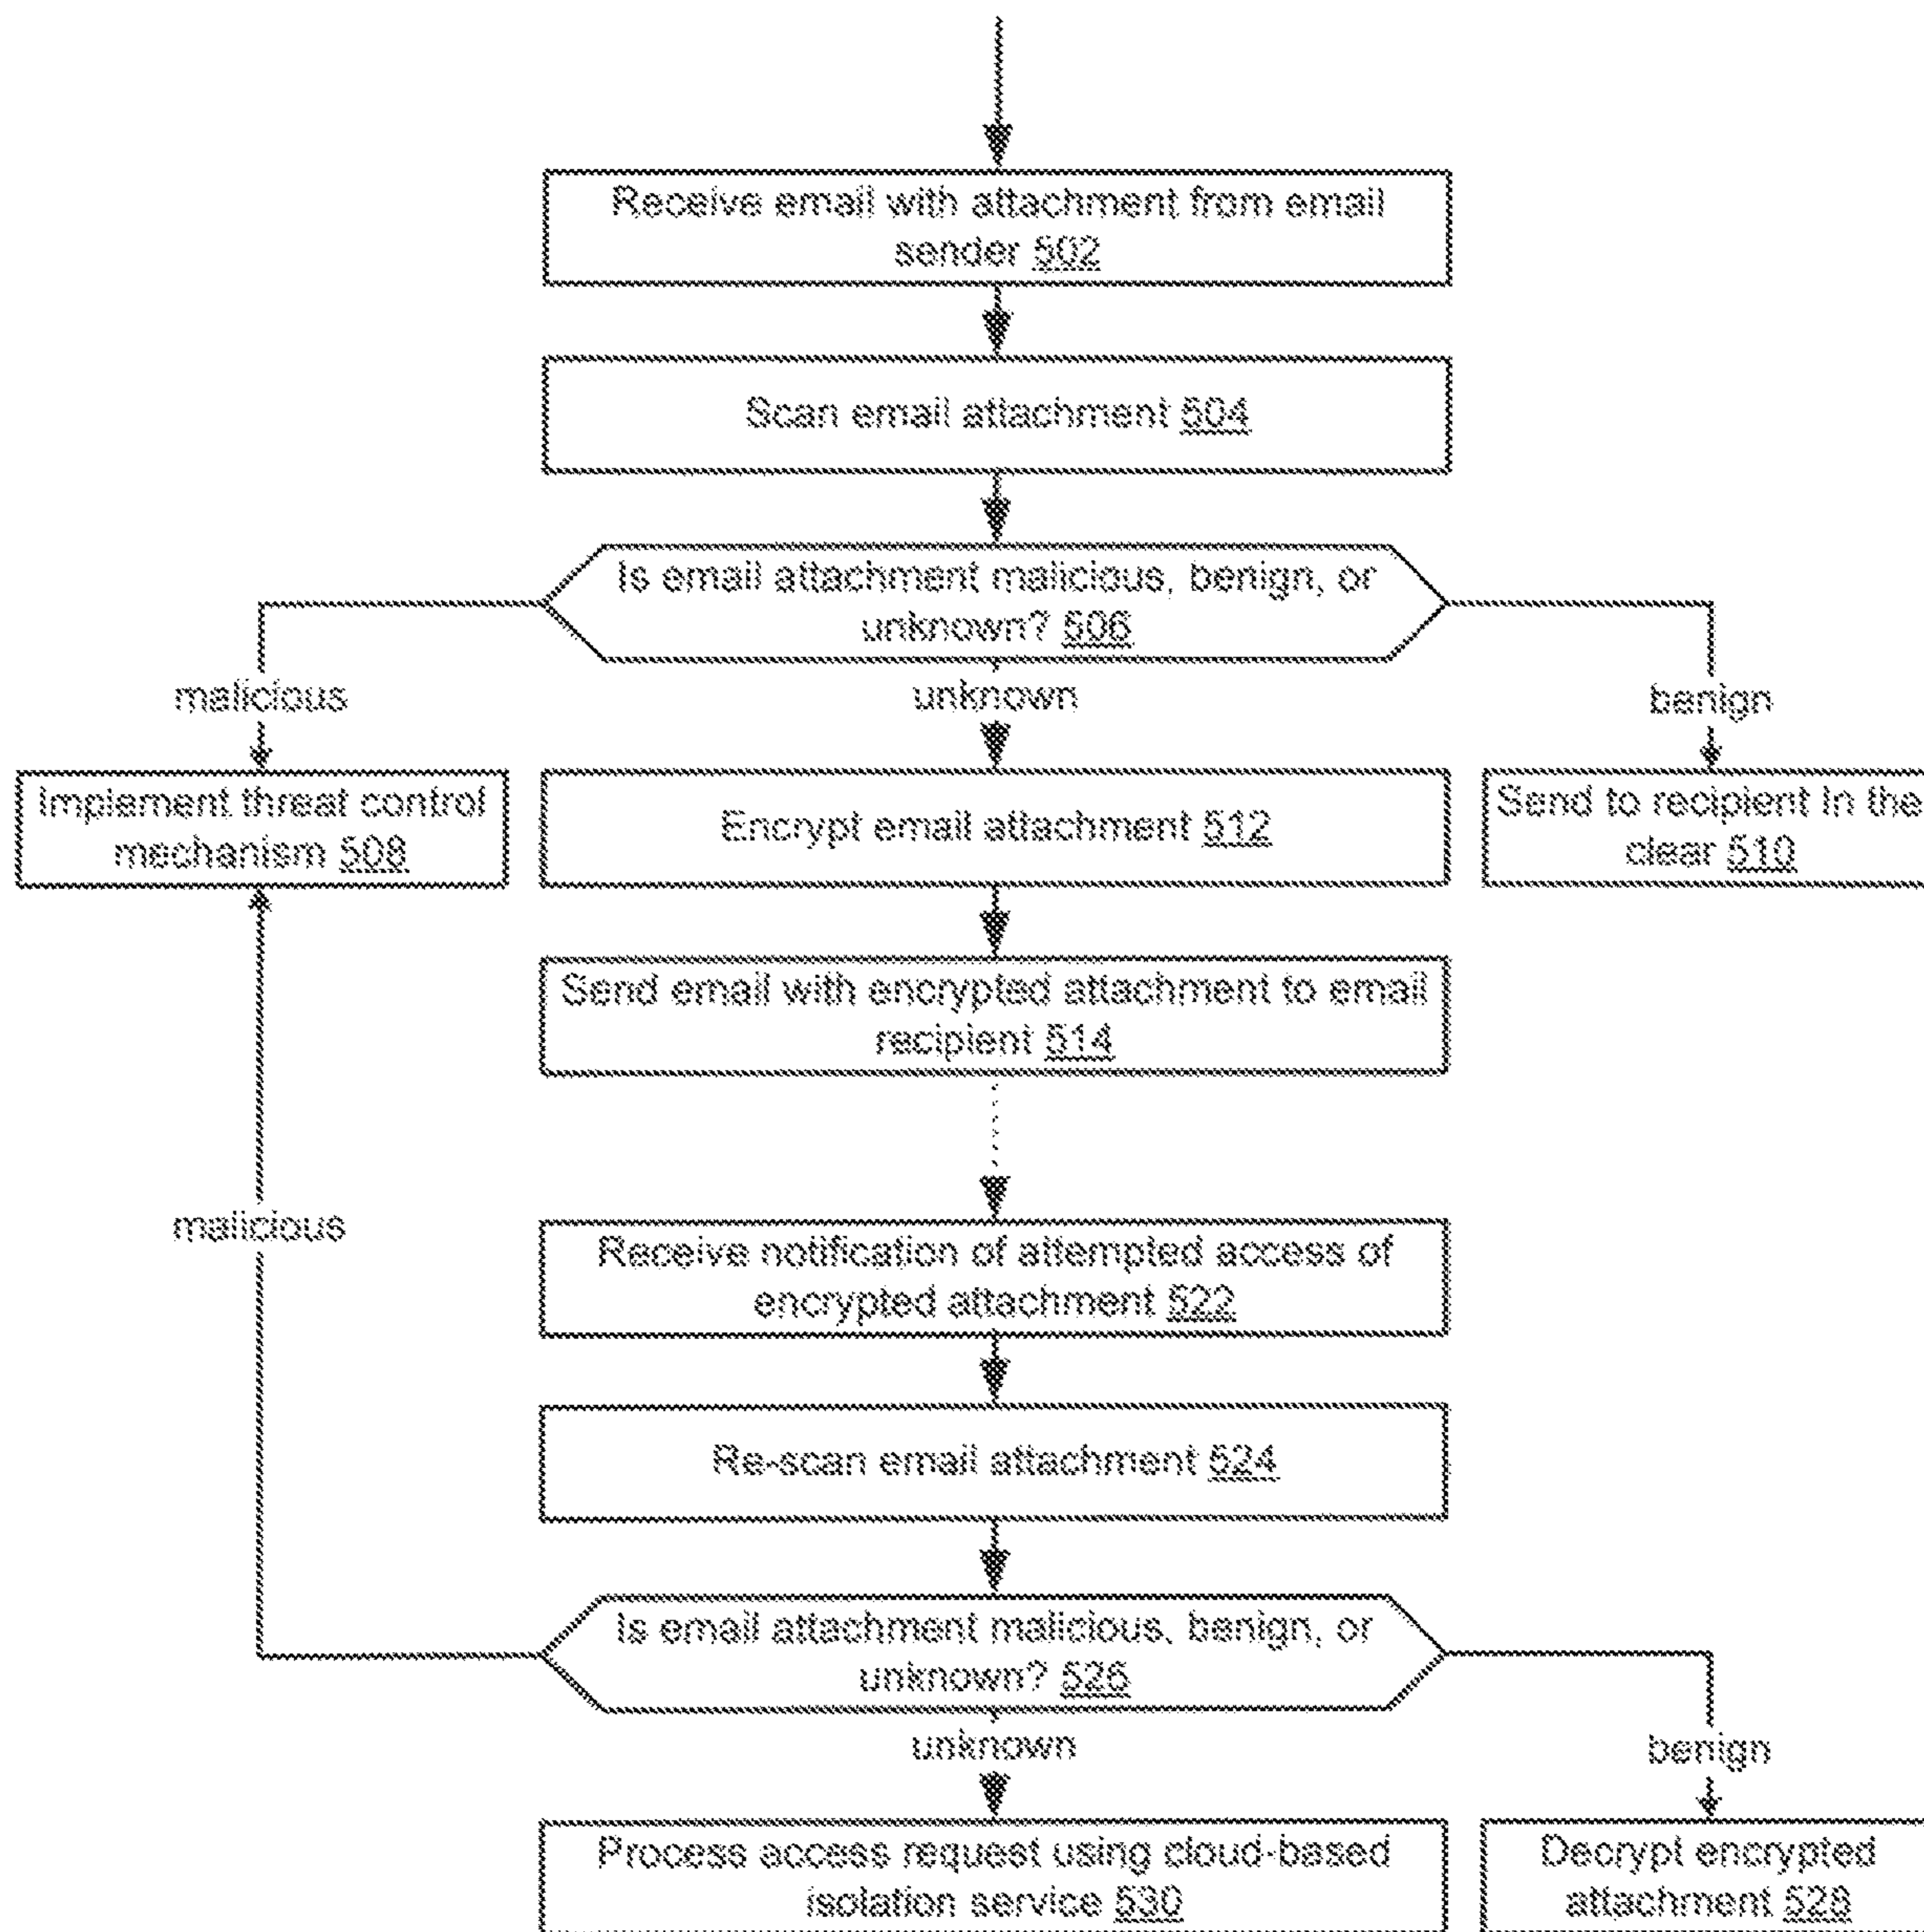 Receive email with attachment from email
sender 502
Scan email attachment 504
Is email attachment malicious, benign, or
unknown? 506
malicious
unknown
benign
Implement threat control
mechanism 508
Encrypt email attachment 512
Send to recipient In the
clear 510
Send email with encrypted attachment to email
recipient 514
malicious
Receive notification of attempted access of
encrypted attachment 522
Re-scan email attachment 524
Is email attachment malicious, benign, or
unknown? 526
unknown
benign
Process access request using cloud-based
isolation service 530
Decrypt encrypted
attachment 528